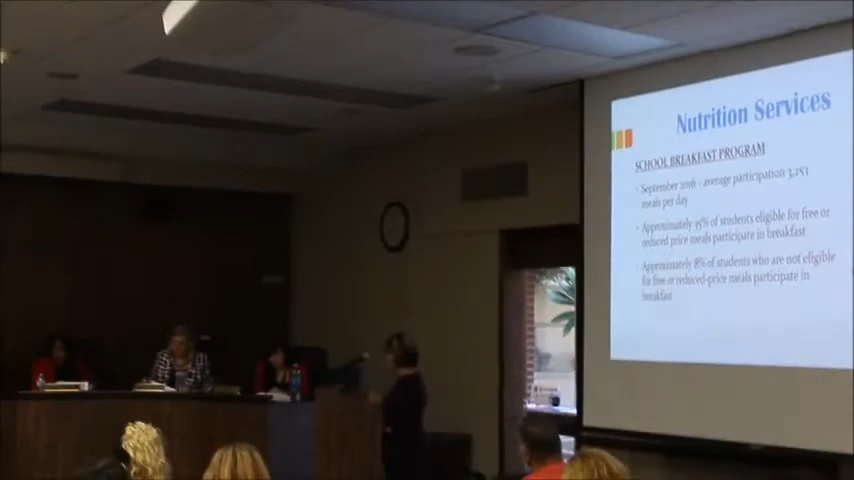 Nutrition Services
SCHOOL BREAKFAST PROGRAM
September 2016 - average participation 3,253
meals per day
Approximately 35% of students eligible for free or
reduced price meals participate in breakfast
Approximately 8% of students who are not eligible
for free or reduced-price meals participate in
breakfast